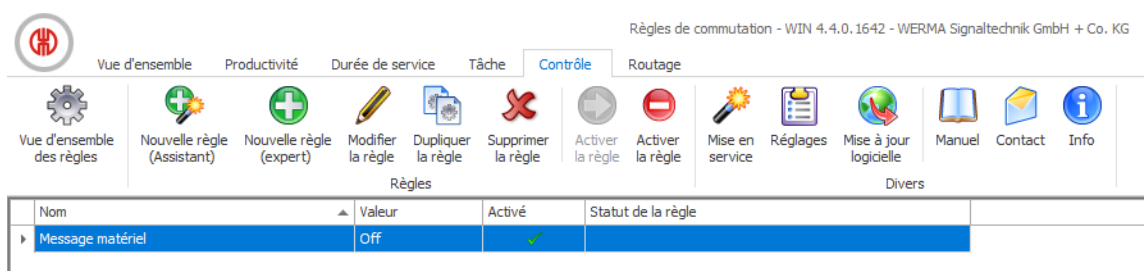 Règles de commutation - WIN 4.4.0.1642 - WERMA Signaltechnik GmbH + Co. KG
Vue d'ensemble Productivité Durée de service Tâche Contrôle Routage
Vue d'ensemble Nouvelle règle Nouvelle règle Modifier Dupliquer Supprimer Activer Activer Mise en Réglages Mise à jour Manuel Contact Info
des règles (Assistant) (expert) la règle la règle la règle la règle la règle service logicielle
Règles Divers
Nom Valeur Activé Statut de la règle
Message matériel Off